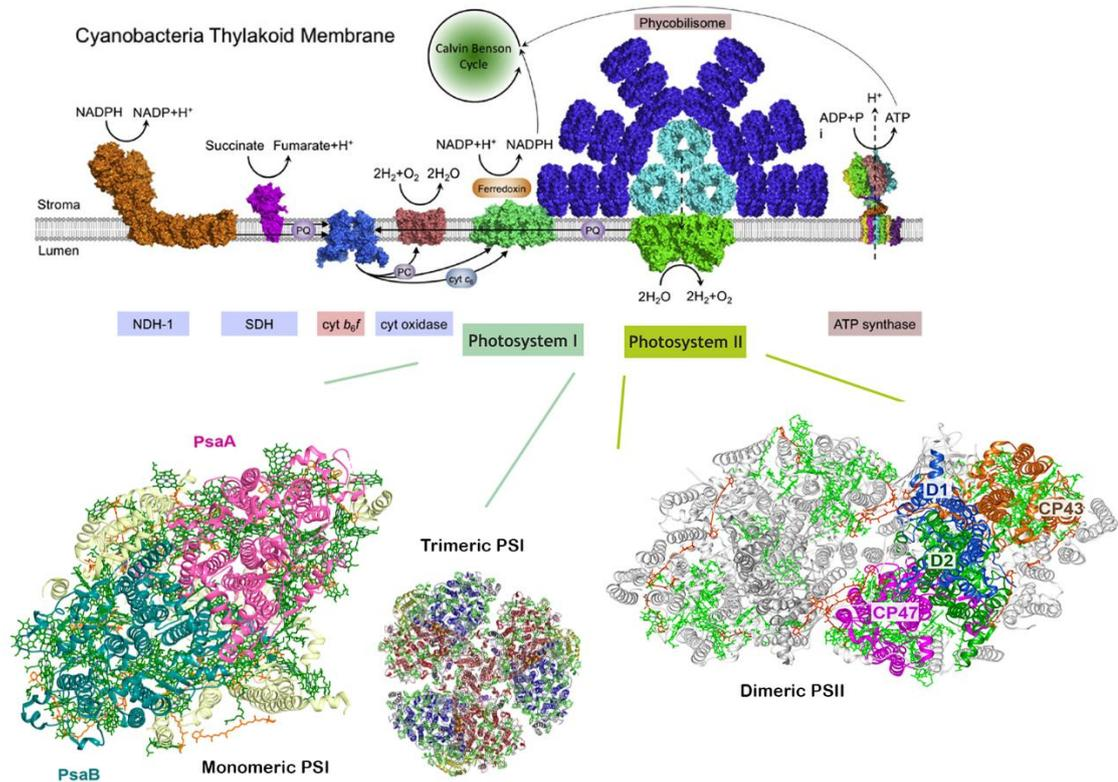 Cyanobacteria Thylakoid Membrane
Calvin Benson
Cycle
Phycobilisome
NADPH NADP+H⁺
Succinate Fumarate+H⁺
2H₂+O₂ 2H₂O
NADP+H⁺ NADPH
Ferredoxin
ADP+P
i
H⁺
ATP
Stroma
Lumen
PQ
PQ
PC
cyt c₆
2H₂O 2H₂+O₂
NDH-1
SDH
cyt b₆f
cyt oxidase
Photosystem I
Photosystem II
ATP synthase
PsaA
PsaB
Monomeric PSI
Trimeric PSI
D1
D2
CP43
CP47
Dimeric PSII